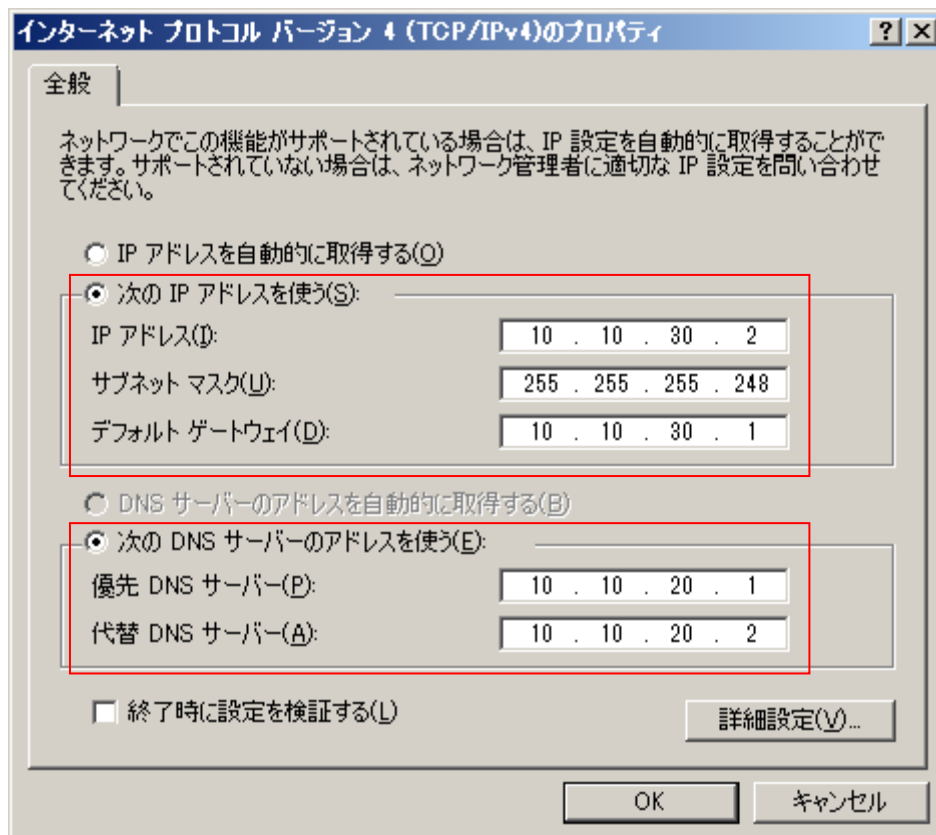 インターネット プロトコル バージョン 4 (TCP/IPv4)のプロパティ
全般
ネットワークでこの機能がサポートされている場合は、IP 設定を自動的に取得することがで
きます。サポートされていない場合は、ネットワーク管理者に適切な IP 設定を問い合わせ
てください。
IP アドレスを自動的に取得する(O)
次の IP アドレスを使う(S):
IP アドレス(I): 10 . 10 . 30 . 2
サブネット マスク(U): 255 . 255 . 255 . 248
デフォルト ゲートウェイ(D): 10 . 10 . 30 . 1
DNS サーバーのアドレスを自動的に取得する(B)
次の DNS サーバーのアドレスを使う(E):
優先 DNS サーバー(P): 10 . 10 . 20 . 1
代替 DNS サーバー(A): 10 . 10 . 20 . 2
終了時に設定を検証する(L)
詳細設定(V)...
OK キャンセル